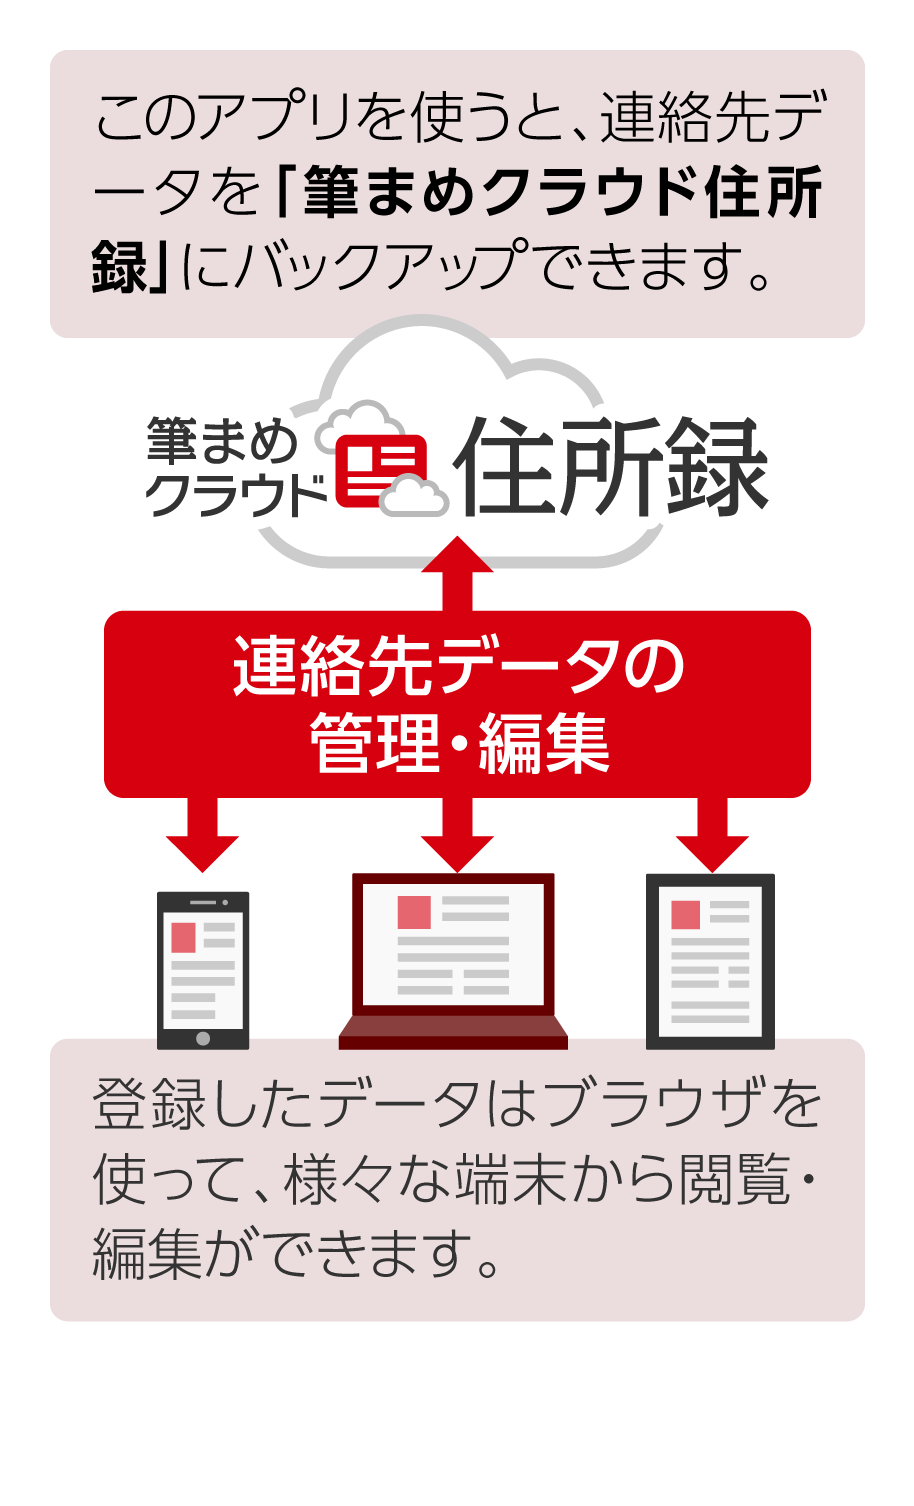 このアプリを使うと、連絡先デ
ータを「筆まめクラウド住所
録」にバックアップできます。
筆まめ
クラウド
住所録
連絡先データの
管理・編集
登録したデータはブラウザを
使って、様々な端末から閲覧・
編集ができます。